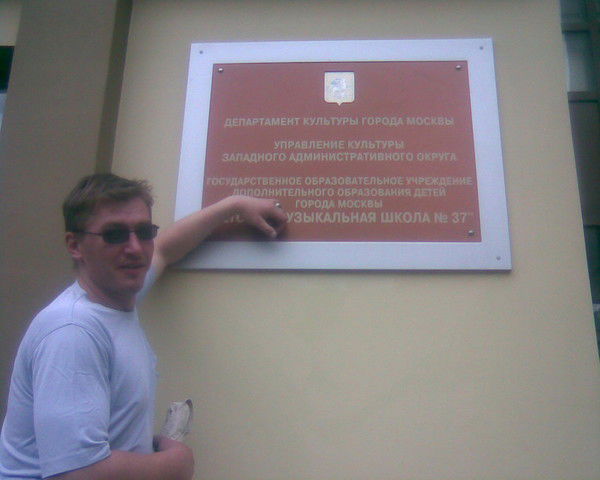 ДЕПАРТАМЕНТ КУЛЬТУРЫ ГОРОДА МОСКВЫ
УПРАВЛЕНИЕ КУЛЬТУРЫ
ЗАПАДНОГО АДМИНИСТРАТИВНОГО ОКРУГА
ГОСУДАРСТВЕННОЕ ОБРАЗОВАТЕЛЬНОЕ УЧРЕЖДЕНИЕ
ДОПОЛНИТЕЛЬНОГО ОБРАЗОВАНИЯ ДЕТЕЙ
ГОРОДА МОСКВЫ
УЗЫКАЛЬНАЯ ШКОЛА № 37"